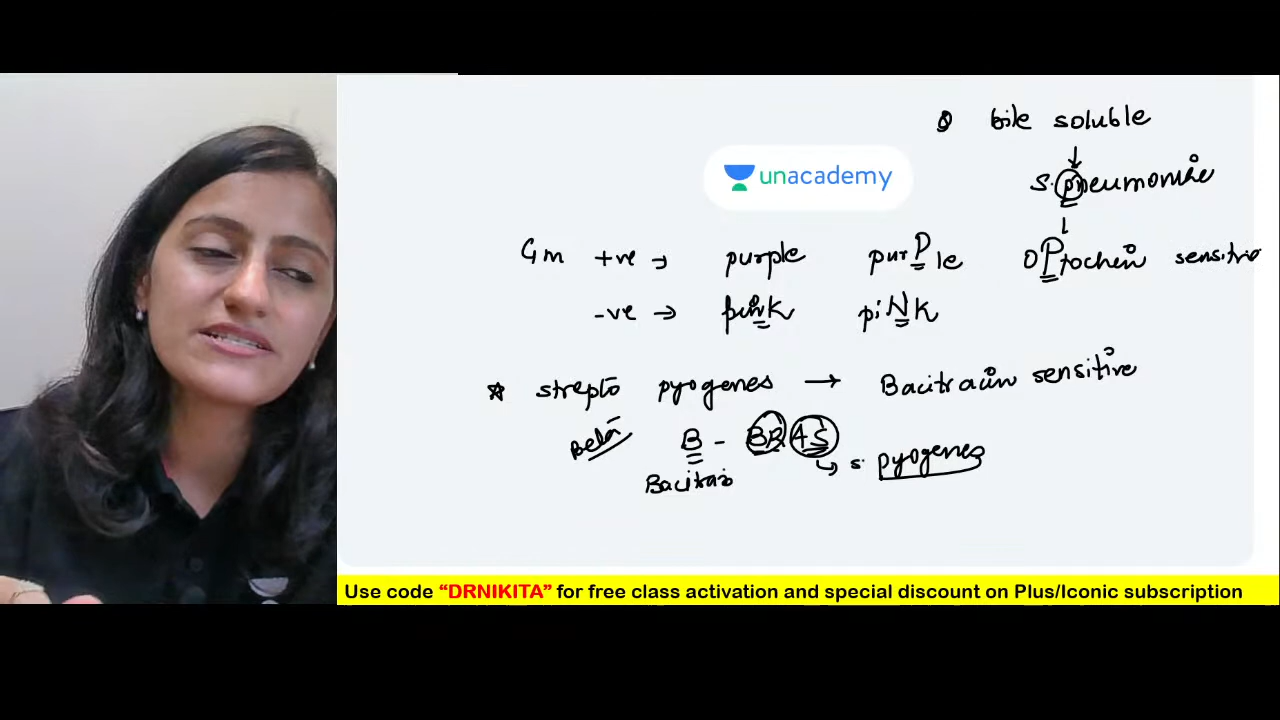 bile soluble
unacademy
S. pneumoniae
Gm +ve → purple purPle OPtochin sensitive
-ve → pink piNK
* strepto pyogenes → Bacitracin sensitive
Beta B - BRAS
↳ s. pyogenes
Use code “DRNIKITA” for free class activation and special discount on Plus/Iconic subscription